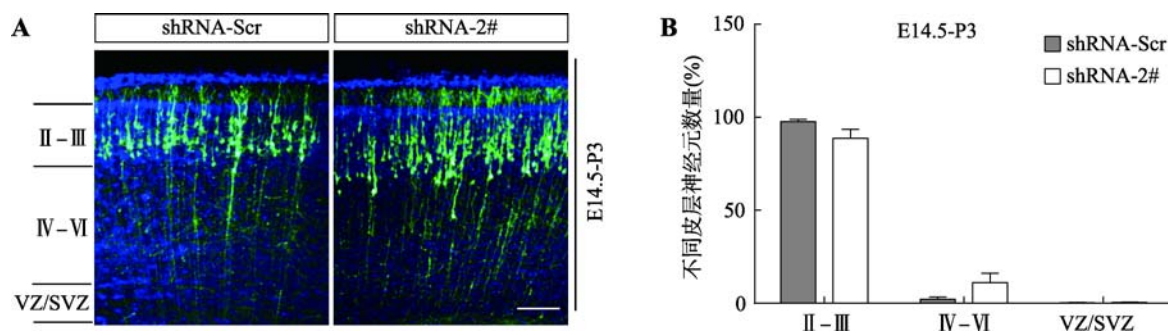 A
shRNA-Scr
shRNA-2#
Ⅱ-Ⅲ
Ⅳ-Ⅵ
VZ/SVZ
E14.5-P3
B
E14.5-P3
shRNA-Scr
shRNA-2#
不同皮层神经元数量(%)
150
100
50
0
Ⅱ-Ⅲ
Ⅳ-Ⅵ
VZ/SVZ